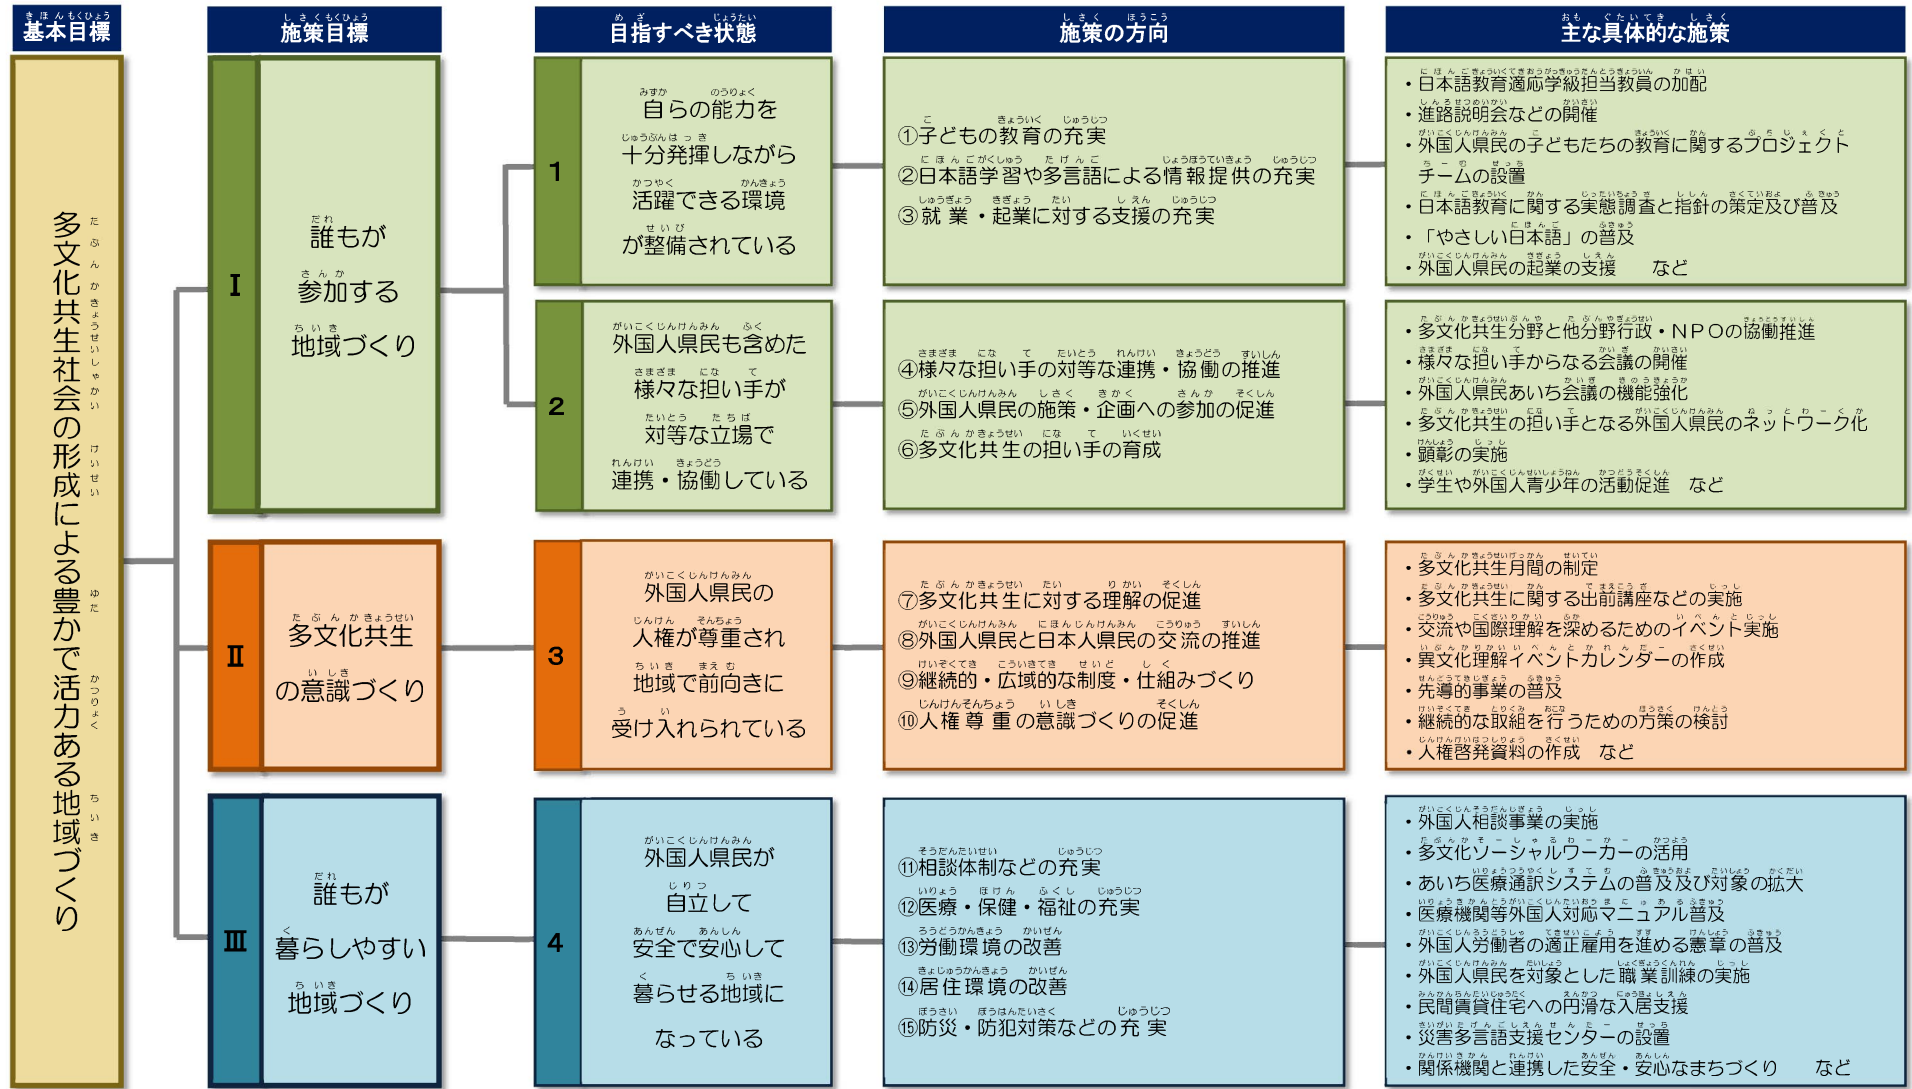 基本目標
施策目標
目指すべき状態
施策の方向
主な具体的な施策
多文化共生社会の形成による豊かで活力ある地域づくり
Ⅰ
誰もが
参加する
地域づくり
1
自らの能力を
十分発揮しながら
活躍できる環境
が整備されている
①子どもの教育の充実
②日本語学習や多言語による情報提供の充実
③就業・起業に対する支援の充実
・日本語教育適応学級担当教員の加配
・進路説明会などの開催
・外国人県民の子どもたちの教育に関するプロジェクト
チームの設置
・日本語教育に関する実態調査と指針の策定及び普及
・「やさしい日本語」の普及
・外国人県民の起業の支援　など
2
外国人県民も含めた
様々な担い手が
対等な立場で
連携・協働している
④様々な担い手の対等な連携・協働の推進
⑤外国人県民の施策・企画への参加の促進
⑥多文化共生の担い手の育成
・多文化共生分野と他分野行政・NPOの協働推進
・様々な担い手からなる会議の開催
・外国人県民あいち会議の機能強化
・多文化共生の担い手となる外国人県民のネットワーク化
・顕彰の実施
・学生や外国人青少年の活動促進　など
Ⅱ
多文化共生
の意識づくり
3
外国人県民の
人権が尊重され
地域で前向きに
受け入れられている
⑦多文化共生に対する理解の促進
⑧外国人県民と日本人県民の交流の推進
⑨継続的・広域的な制度・仕組みづくり
⑩人権尊重の意識づくりの促進
・多文化共生月間の制定
・多文化共生に関する出前講座などの実施
・交流や国際理解を深めるためのイベント実施
・異文化理解イベントカレンダーの作成
・先導的事業の普及
・継続的な取組を行うための方策の検討
・人権啓発資料の作成　など
Ⅲ
誰もが
暮らしやすい
地域づくり
4
外国人県民が
自立して
安全で安心して
暮らせる地域に
なっている
⑪相談体制などの充実
⑫医療・保健・福祉の充実
⑬労働環境の改善
⑭居住環境の改善
⑮防災・防犯対策などの充実
・外国人相談事業の実施
・多文化ソーシャルワーカーの活用
・あいち医療通訳システムの普及及び対象の拡大
・医療機関等外国人対応マニュアル普及
・外国人労働者の適正雇用を進める憲章の普及
・外国人県民を対象とした職業訓練の実施
・民間賃貸住宅への円滑な入居支援
・災害多言語支援センターの設置
・関係機関と連携した安全・安心なまちづくり　など